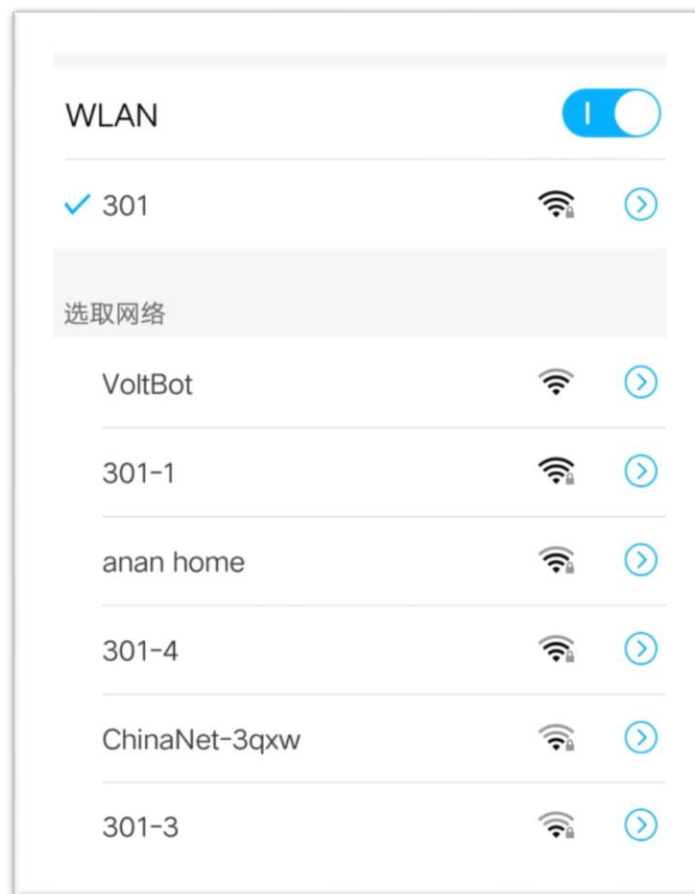 WLAN
301
选取网络
VoltBot
301-1
anan home
301-4
ChinaNet-3qxw
301-3